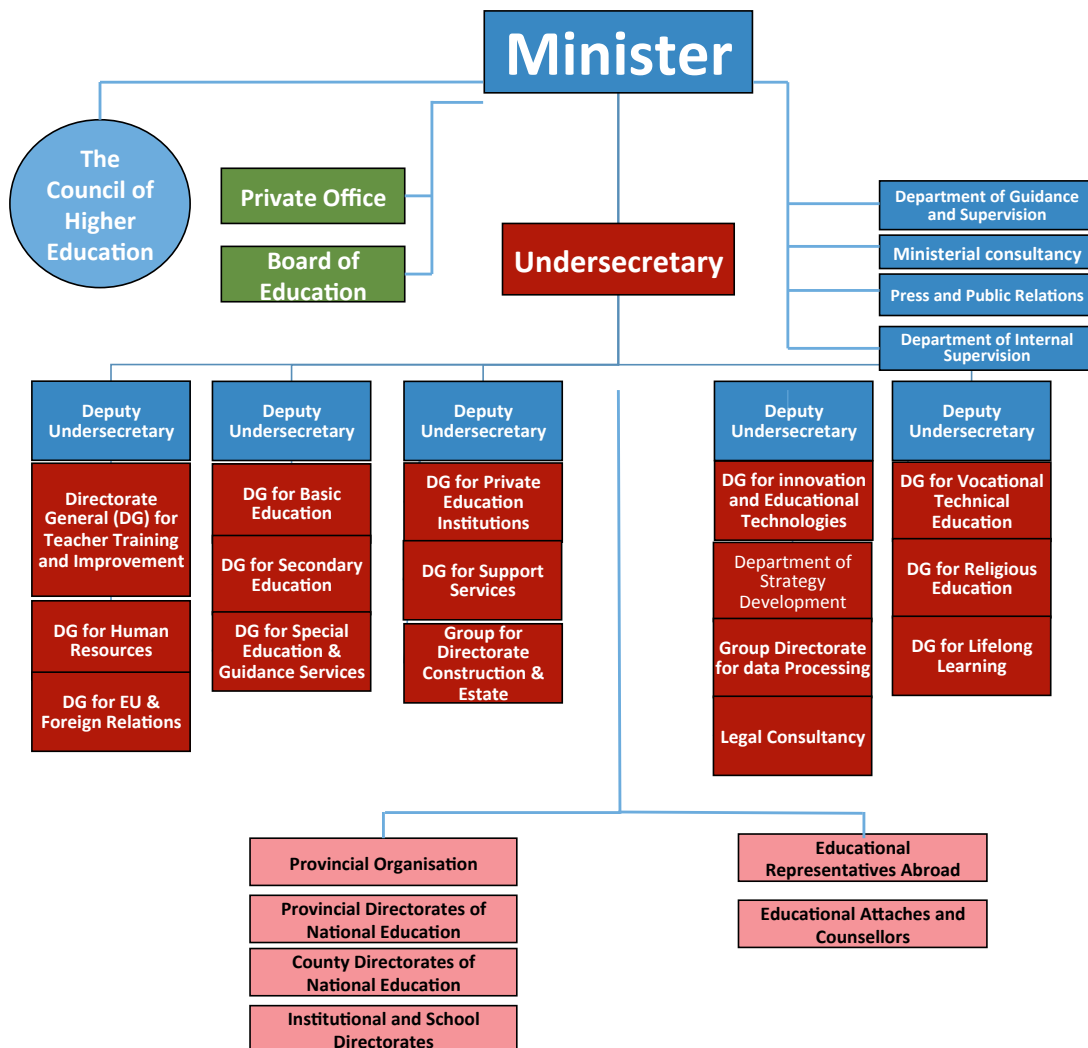 Minister
The
Council of
Higher
Education
Private Office
Board of
Education
Undersecretary
Department of Guidance
and Supervision
Ministerial consultancy
Press and Public Relations
Department of Internal
Supervision
Deputy
Undersecretary
Directorate
General (DG) for
Teacher Training
and Improvement
DG for Human
Resources
DG for EU &
Foreign Relations
Deputy
Undersecretary
DG for Basic
Education
DG for Secondary
Education
DG for Special
Education &
Guidance Services
Deputy
Undersecretary
DG for Private
Education
Institutions
DG for Support
Services
Group for
Directorate
Construction &
Estate
Deputy
Undersecretary
DG for innovation
and Educational
Technologies
Department of
Strategy
Development
Group Directorate
for data Processing
Legal Consultancy
Deputy
Undersecretary
DG for Vocational
Technical
Education
DG for Religious
Education
DG for Lifelong
Learning
Provincial Organisation
Provincial Directorates of
National Education
County Directorates of
National Education
Institutional and School
Directorates
Educational
Representatives Abroad
Educational Attaches and
Counsellors